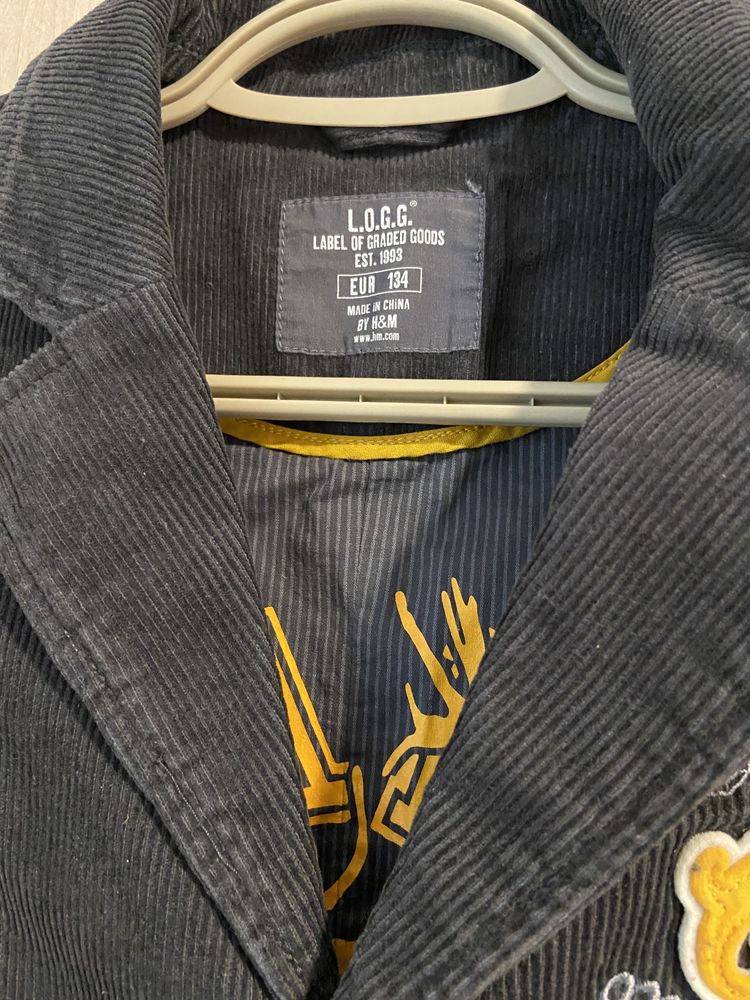 L.O.G.G.®
LABEL OF GRADED GOODS
EST. 1993
EUR 134
MADE IN CHINA
BY H&M
www.hm.com